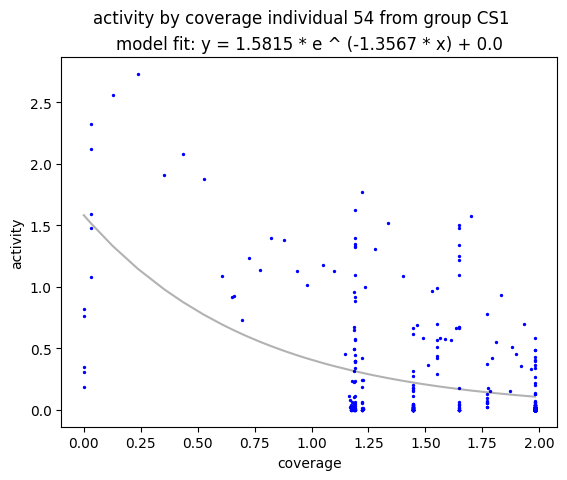 activity by coverage individual 54 from group CS1
model fit: y = 1.5815 * e ^ (-1.3567 * x) + 0.0
activity
2.5
2.0
1.5
1.0
0.5
0.0
0.00 0.25 0.50 0.75 1.00 1.25 1.50 1.75 2.00
coverage